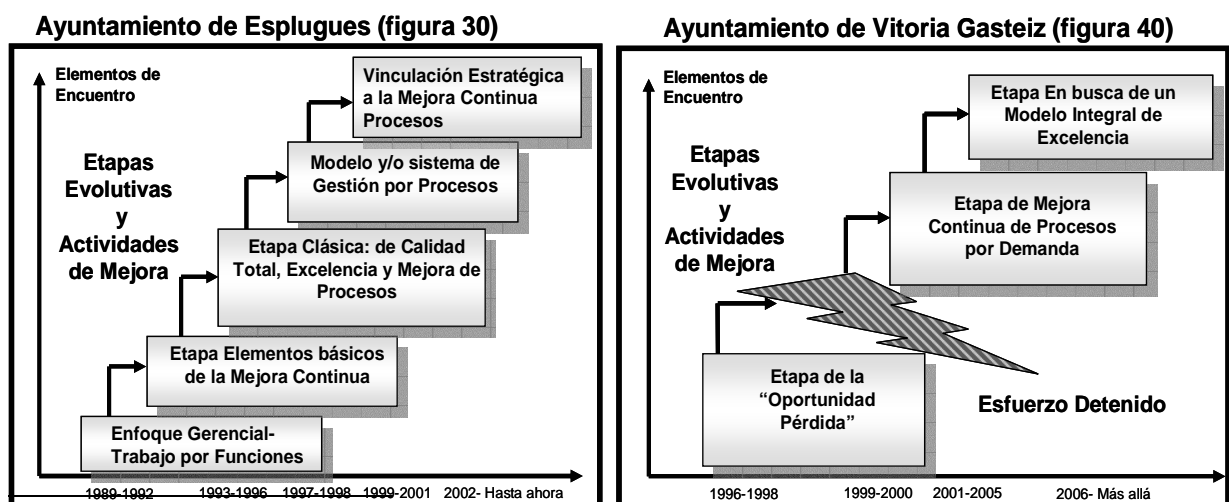 Ayuntamiento de Esplugues (figura 30)
Elementos de
Encuentro
Etapas
Evolutivas
y
Actividades
de Mejora
Vinculación Estratégica
a la Mejora Continua
Procesos
Modelo y/o sistema de
Gestión por Procesos
Etapa Clásica: de Calidad
Total, Excelencia y Mejora de
Procesos
Etapa Elementos básicos
de la Mejora Continua
Enfoque Gerencial-
Trabajo por Funciones
1989-1992 1993-1996 1997-1998 1999-2001 2002- Hasta ahora
Ayuntamiento de Vitoria Gasteiz (figura 40)
Elementos de
Encuentro
Etapas
Evolutivas
y
Actividades
de Mejora
Etapa En busca de un
Modelo Integral de
Excelencia
Etapa de Mejora
Continua de Procesos
por Demanda
Etapa de la
“Oportunidad
Pérdida”
Esfuerzo Detenido
1996-1998 1999-2000 2001-2005 2006- Más allá